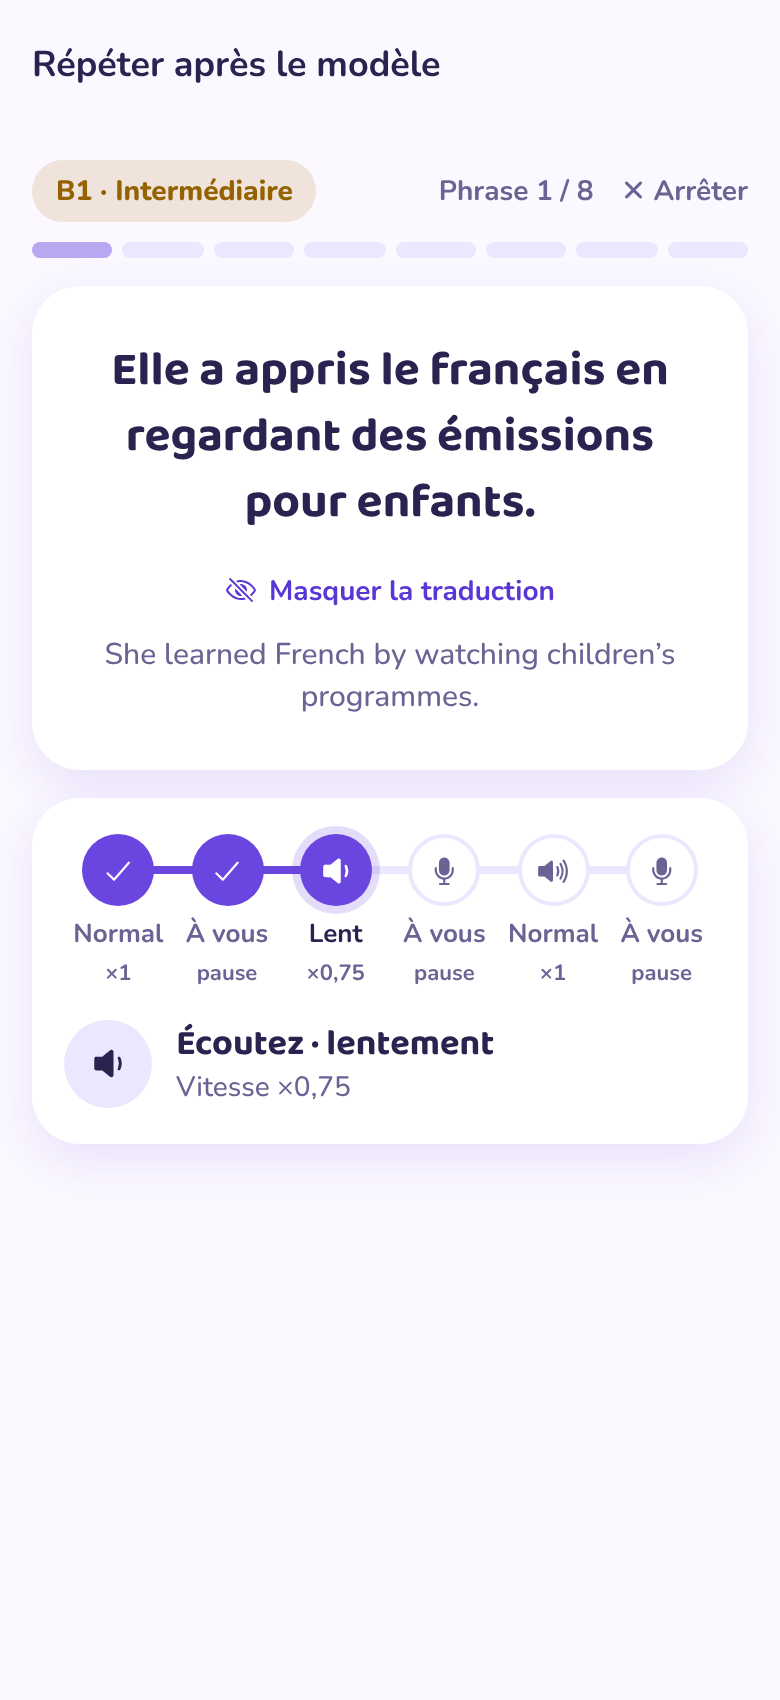 Répéter après le modèle
B1 · Intermédiaire
Phrase 1 / 8
✕ Arrêter
Elle a appris le français en
regardant des émissions
pour enfants.
Masquer la traduction
She learned French by watching children’s
programmes.
Normal À vous Lent À vous Normal À vous
×1 pause ×0,75 pause ×1 pause
Écoutez · lentement
Vitesse ×0,75